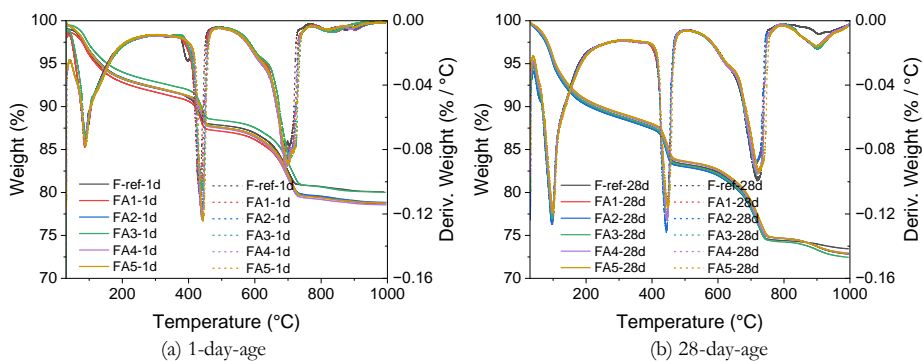 100
95
90
85
80
75
70
Weight (%)
0.00
−0.04
−0.08
−0.12
−0.16
Deriv. Weight (% / °C)
F-ref-1d
FA1-1d
FA2-1d
FA3-1d
FA4-1d
FA5-1d
F-ref-1d
FA1-1d
FA2-1d
FA3-1d
FA4-1d
FA5-1d
200 400 600 800 1000
Temperature (°C)
(a) 1-day-age
100
95
90
85
80
75
70
Weight (%)
0.00
−0.04
−0.08
−0.12
−0.16
Deriv. Weight (% / °C)
F-ref-28d
FA1-28d
FA2-28d
FA3-28d
FA4-28d
FA5-28d
F-ref-28d
FA1-28d
FA2-28d
FA3-28d
FA4-28d
FA5-28d
200 400 600 800 1000
Temperature (°C)
(b) 28-day-age